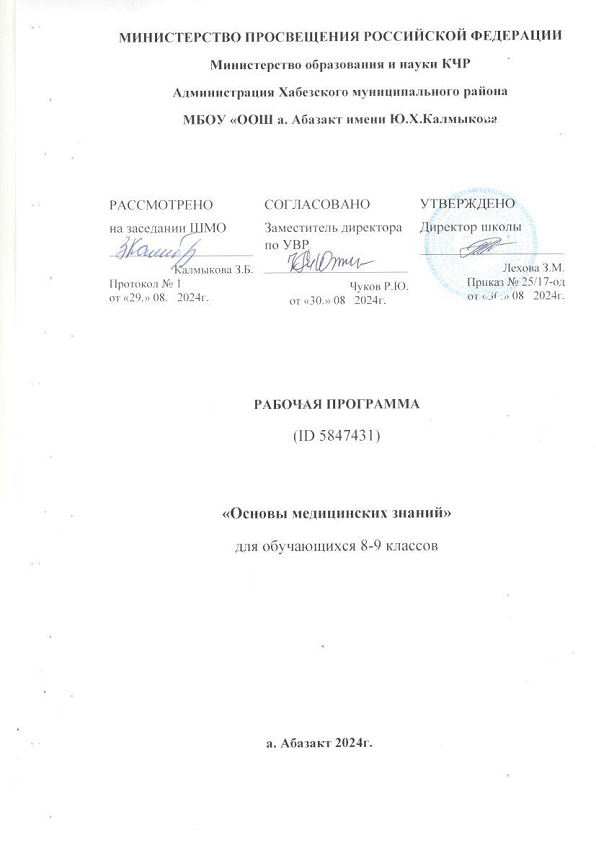 МИНИСТЕРСТВО ПРОСВЕЩЕНИЯ РОССИЙСКОЙ ФЕДЕРАЦИИ
Министерство образования и науки КЧР
Администрация Хабезского муниципального района
МБОУ «ООШ а. Абазакт имени Ю.Х.Калмыкова
РАССМОТРЕНО
на заседании ШМО
Калмыкова З.Б.
Протокол № 1
от «29.» 08. 2024г.
СОГЛАСОВАНО
Заместитель директора
по УВР
Чуков Р.Ю.
от «30.» 08 2024г.
УТВЕРЖДЕНО
Директор школы
Лехова З.М.
Приказ № 25/17-од
от «30.» 08 2024г.
РАБОЧАЯ ПРОГРАММА
(ID 5847431)
«Основы медицинских знаний»
для обучающихся 8-9 классов
а. Абазакт 2024г.